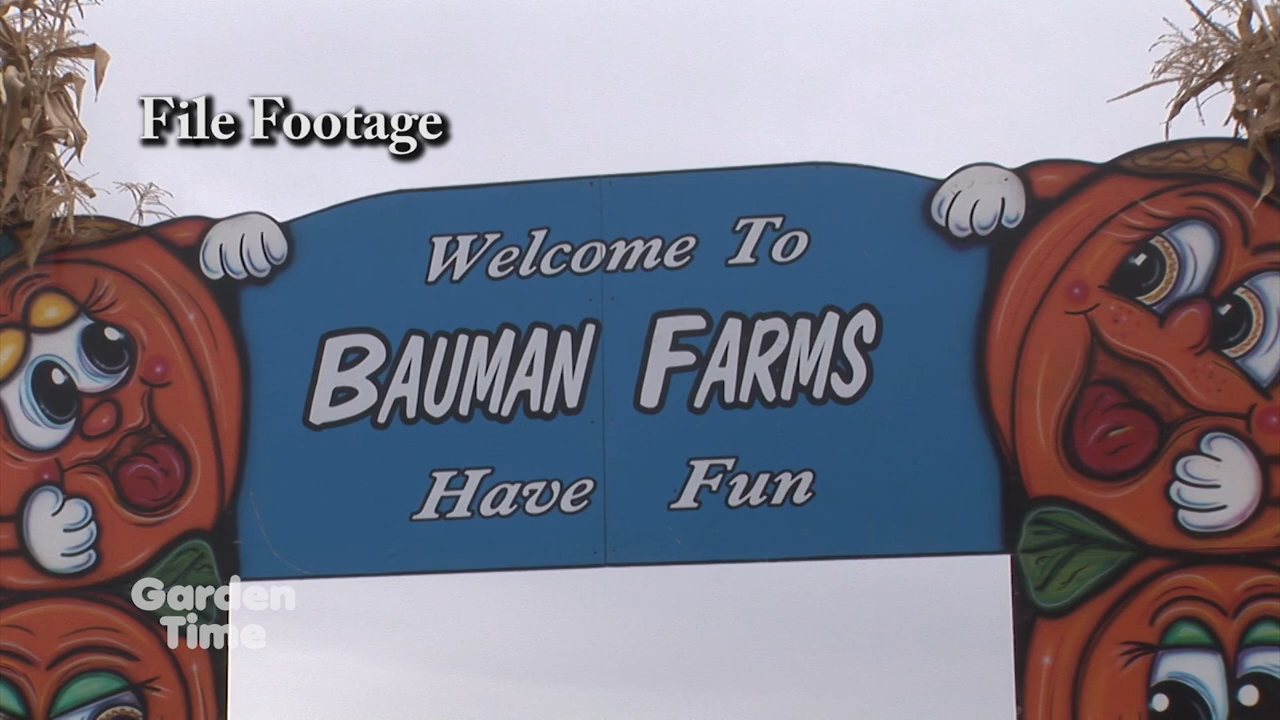 File Footage
Welcome To
BAUMAN FARMS
Have Fun
Garden
Time